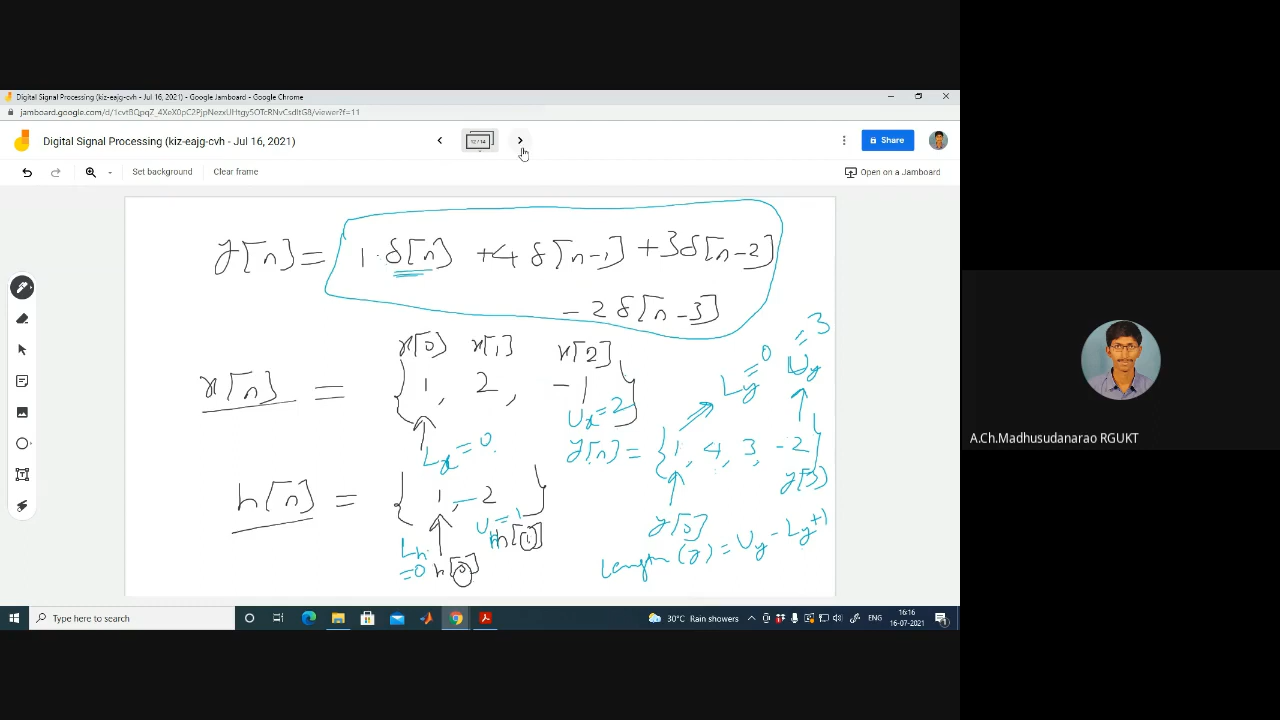 Digital Signal Processing (kiz-eajg-cvh - Jul 16, 2021) - Google Jamboard - Google Chrome
Digital Signal Processing (kiz-eajg-cvh - Jul 16, 2021)
12 / 14
Share
Set background
Clear frame
Open on a Jamboard
y[n] = 1·δ[n] + 4 δ[n-1] + 3δ[n-2]
- 2 δ[n-3]
x[0] x[1] x[2]
x[n] = { 1, 2, -1 }
Lx = 0
Ux = 2
Ly = 0
Uy = 3
y[n] = { 1, 4, 3, -2 }
y[0]
y[3]
h[n] = { 1, -2 }
Lh = 0
h[0]
Uh = 1
h[1]
Length (y) = Uy - Ly + 1
A.Ch.Madhusudanarao RGUKT
Type here to search
30°C Rain showers
ENG
16:16
16-07-2021